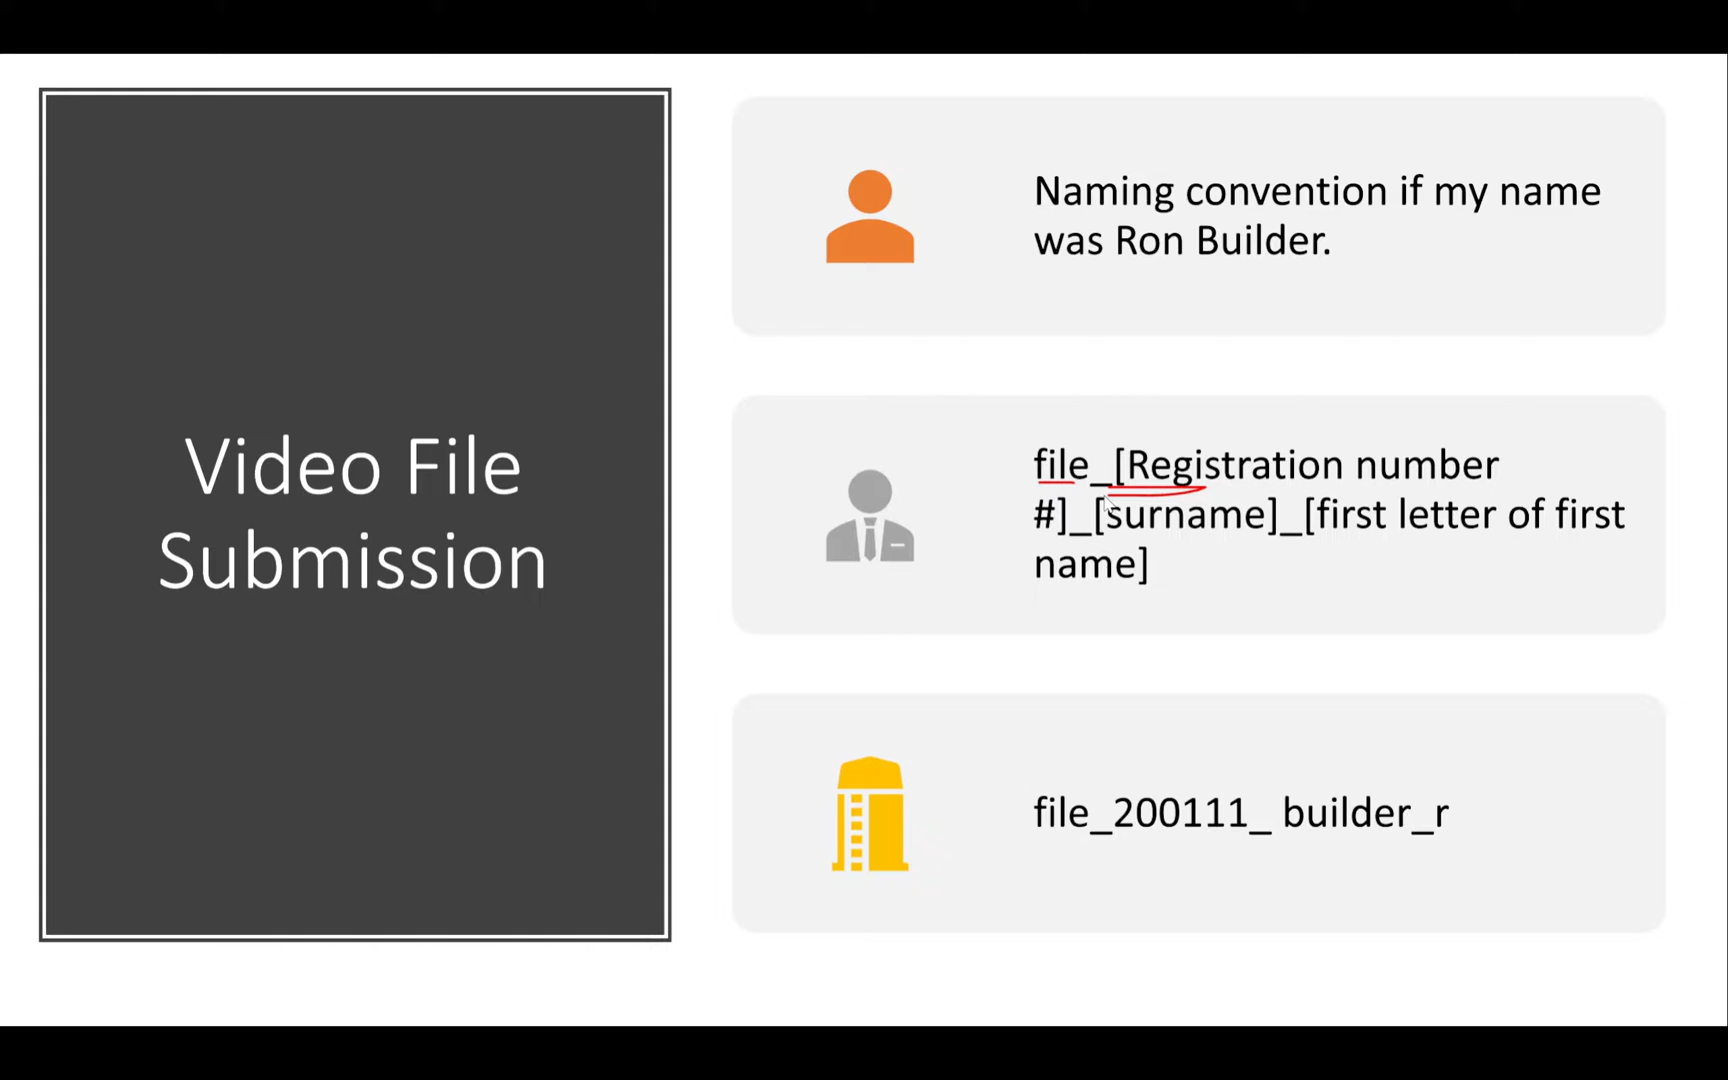 Video File
Submission
Naming convention if my name
was Ron Builder.
file_[Registration number
#]_[surname]_[first letter of first
name]
file_200111_ builder_r